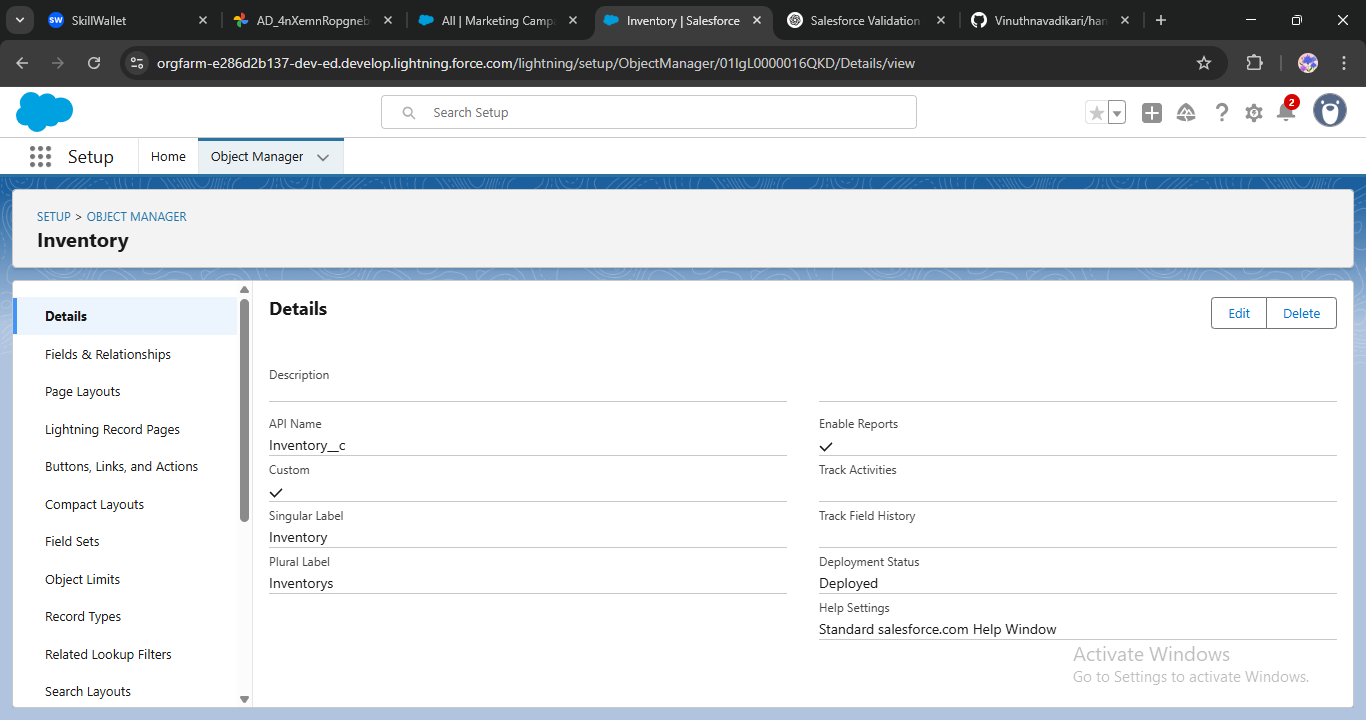 SkillWallet
AD_4nXemnRopgneb
All | Marketing Camp
Inventory | Salesforce
Salesforce Validation
Vinuthnavadikari/han
orgfarm-e286d2b137-dev-ed.develop.lightning.force.com/lightning/setup/ObjectManager/01IgL0000016QKD/Details/view
Search Setup
2
Setup
Home
Object Manager
SETUP > OBJECT MANAGER
Inventory
Details
Fields & Relationships
Page Layouts
Lightning Record Pages
Buttons, Links, and Actions
Compact Layouts
Field Sets
Object Limits
Record Types
Related Lookup Filters
Search Layouts
Details
Edit
Delete
Description
API Name
Inventory__c
Custom
Singular Label
Inventory
Plural Label
Inventorys
Enable Reports
Track Activities
Track Field History
Deployment Status
Deployed
Help Settings
Standard salesforce.com Help Window
Activate Windows
Go to Settings to activate Windows.